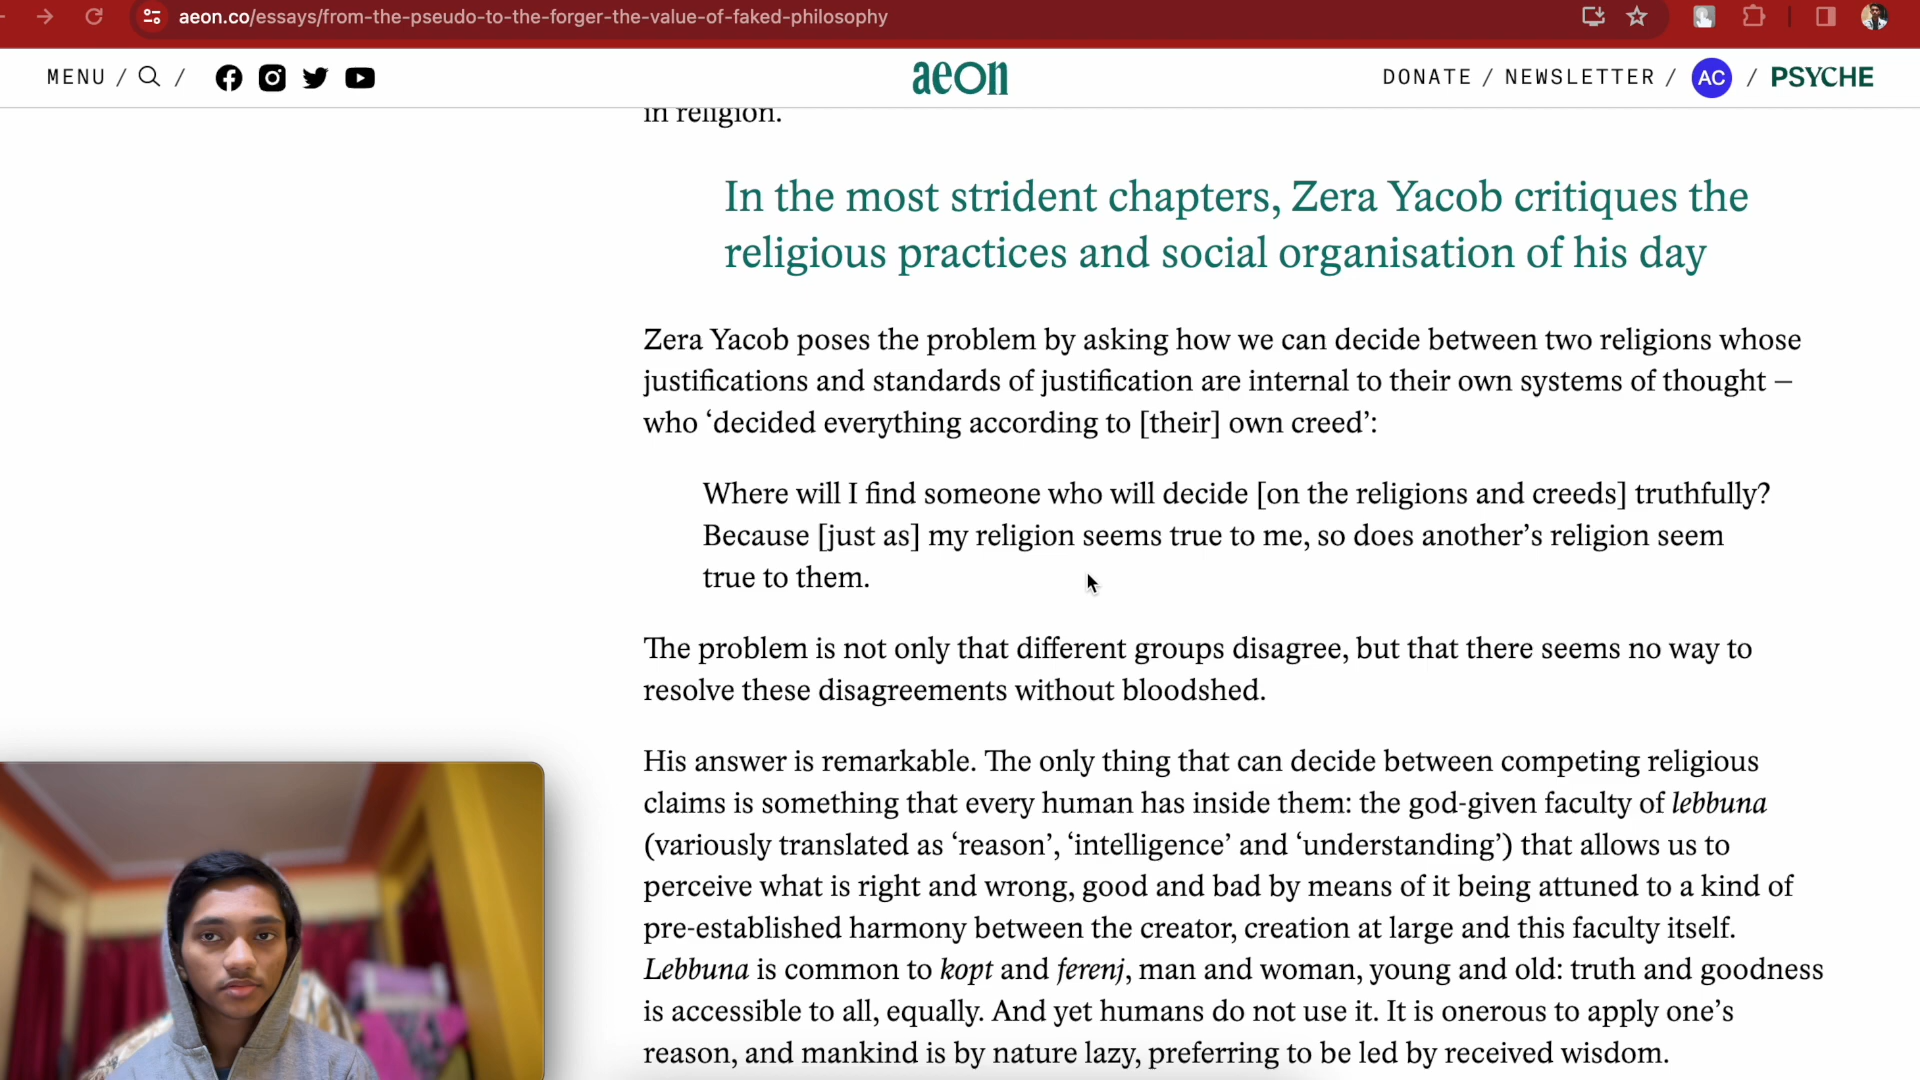 aeon.co/essays/from-the-pseudo-to-the-forger-the-value-of-faked-philosophy
MENU / /
aeon
DONATE / NEWSLETTER / AC / PSYCHE
in religion.
In the most strident chapters, Zera Yacob critiques the
religious practices and social organisation of his day
Zera Yacob poses the problem by asking how we can decide between two religions whose
justifications and standards of justification are internal to their own systems of thought –
who ‘decided everything according to [their] own creed’:
Where will I find someone who will decide [on the religions and creeds] truthfully?
Because [just as] my religion seems true to me, so does another’s religion seem
true to them.
The problem is not only that different groups disagree, but that there seems no way to
resolve these disagreements without bloodshed.
His answer is remarkable. The only thing that can decide between competing religious
claims is something that every human has inside them: the god-given faculty of lebbuna
(variously translated as ‘reason’, ‘intelligence’ and ‘understanding’) that allows us to
perceive what is right and wrong, good and bad by means of it being attuned to a kind of
pre-established harmony between the creator, creation at large and this faculty itself.
Lebbuna is common to kopt and ferenj, man and woman, young and old: truth and goodness
is accessible to all, equally. And yet humans do not use it. It is onerous to apply one’s
reason, and mankind is by nature lazy, preferring to be led by received wisdom.